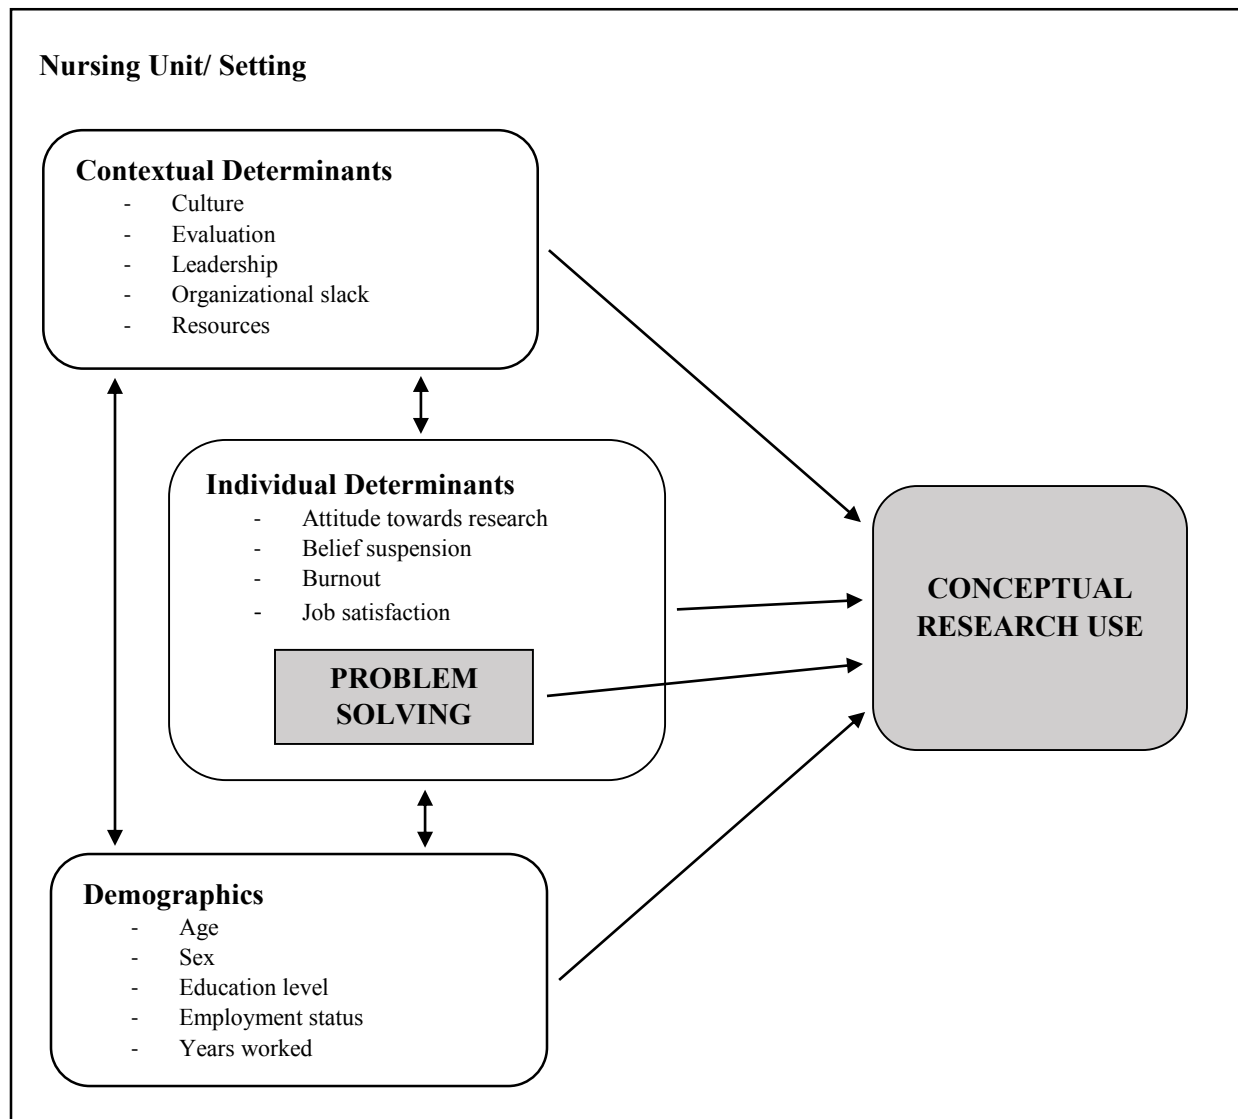 Nursing Unit/ Setting
Contextual Determinants
- Culture
- Evaluation
- Leadership
- Organizational slack
- Resources
Individual Determinants
- Attitude towards research
- Belief suspension
- Burnout
- Job satisfaction
PROBLEM
SOLVING
CONCEPTUAL
RESEARCH USE
Demographics
- Age
- Sex
- Education level
- Employment status
- Years worked